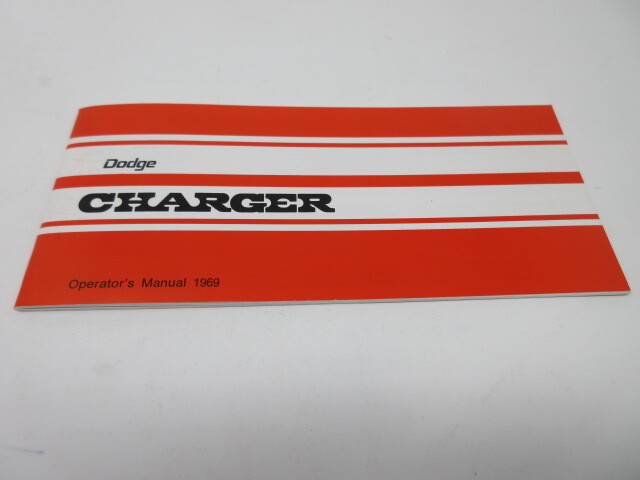 Dodge
CHARGER
Operator's Manual 1969